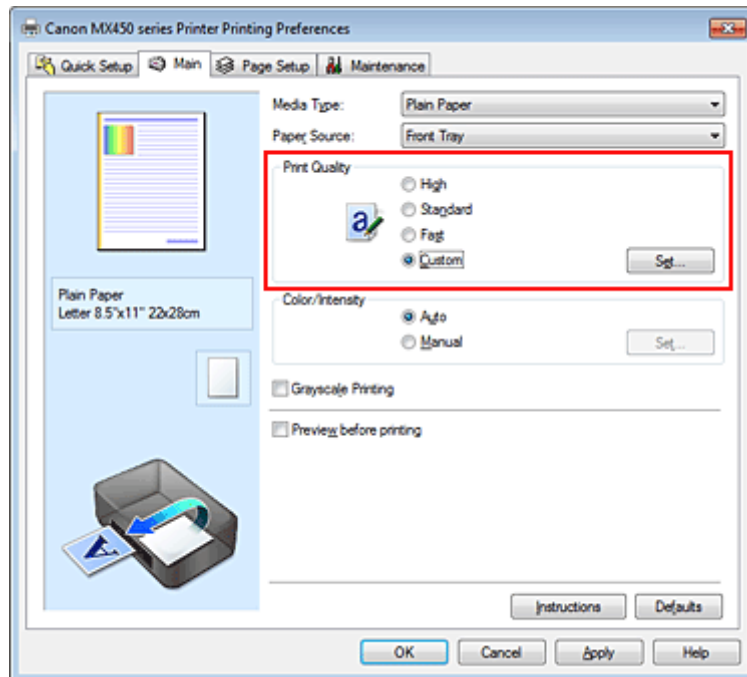 Canon MX450 series Printer Printing Preferences
Quick Setup Main Page Setup Maintenance
Media Type: Plain Paper
Paper Source: Front Tray
Print Quality
High
Standard
Fast
Custom Set...
Plain Paper
Letter 8.5"x11" 22x28cm
Color/Intensity
Auto
Manual Set...
Grayscale Printing
Preview before printing
a
A
Instructions Defaults
OK Cancel Apply Help